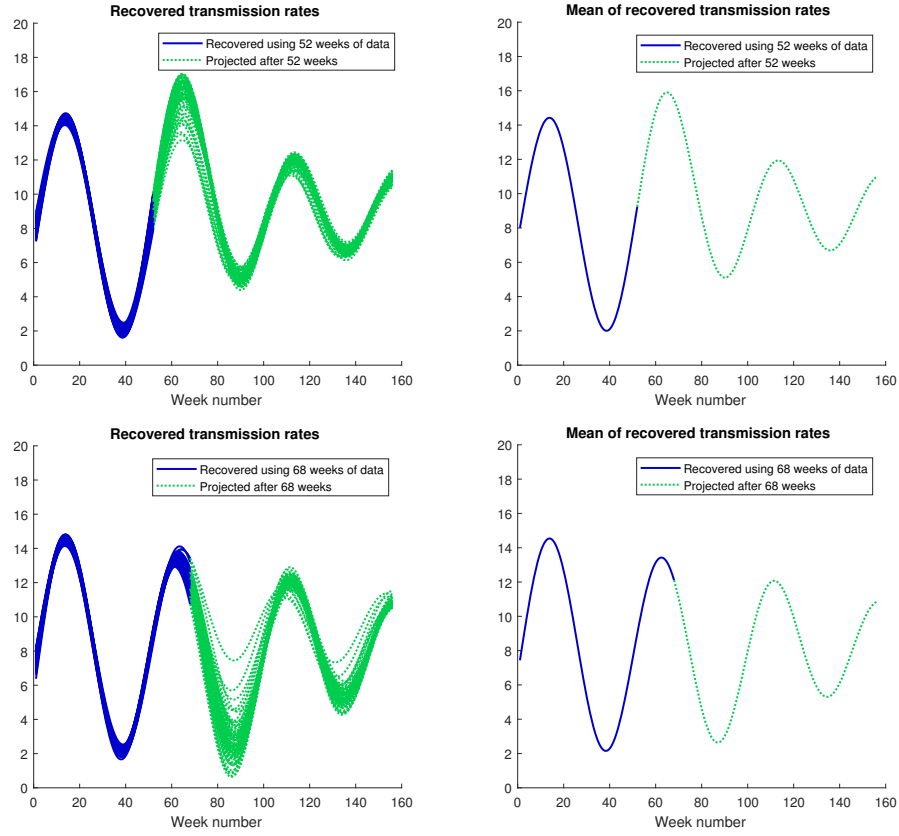 Recovered transmission rates
20
18
16
14
12
10
8
6
4
2
0
Recovered using 52 weeks of data
Projected after 52 weeks
0 20 40 60 80 100 120 140 160
Week number
Mean of recovered transmission rates
20
18
16
14
12
10
8
6
4
2
0
Recovered using 52 weeks of data
Projected after 52 weeks
0 20 40 60 80 100 120 140 160
Week number
Recovered transmission rates
20
18
16
14
12
10
8
6
4
2
0
Recovered using 68 weeks of data
Projected after 68 weeks
0 20 40 60 80 100 120 140 160
Week number
Mean of recovered transmission rates
20
18
16
14
12
10
8
6
4
2
0
Recovered using 68 weeks of data
Projected after 68 weeks
0 20 40 60 80 100 120 140 160
Week number